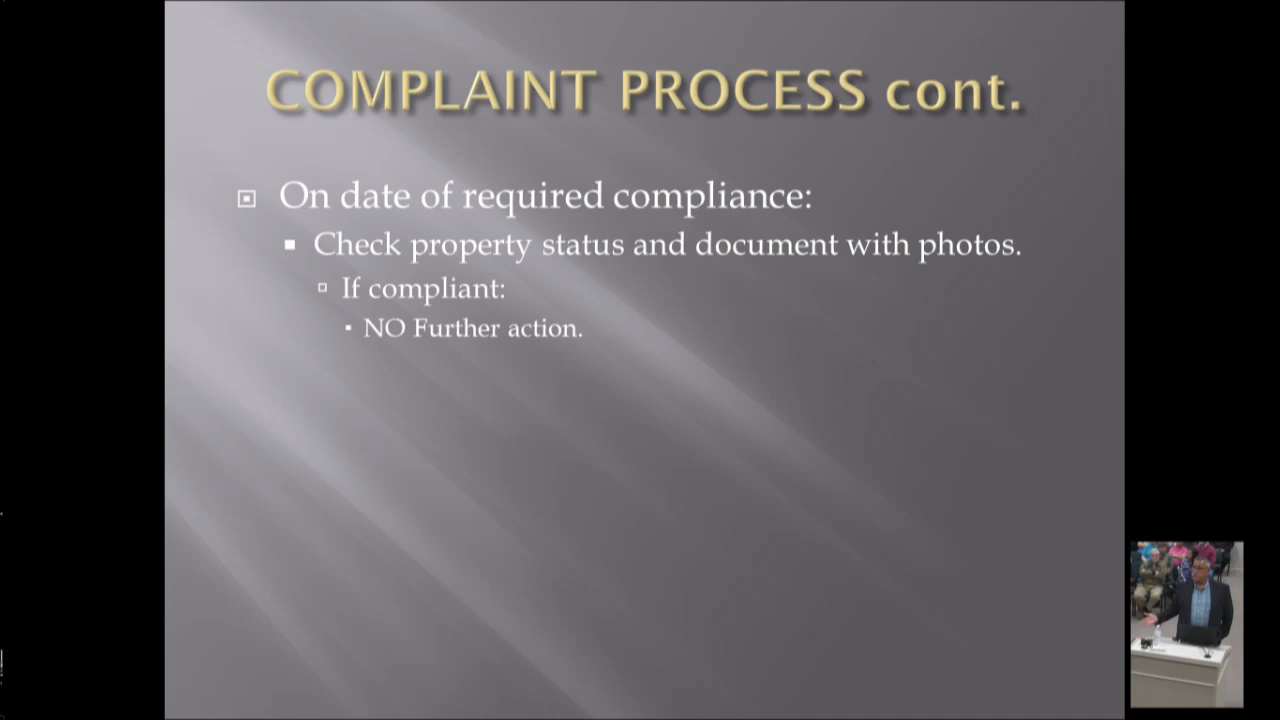 COMPLAINT PROCESS cont.
On date of required compliance:
Check property status and document with photos.
If compliant:
NO Further action.